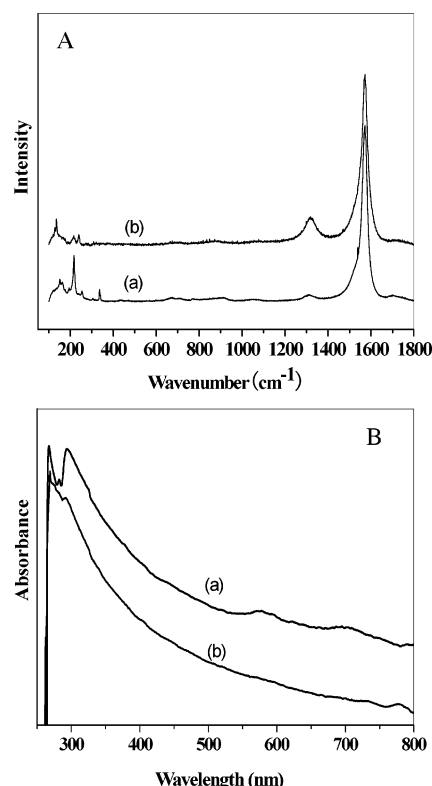 A
Intensity
(b)
(a)
200 400 600 800 1000 1200 1400 1600 1800
Wavenumber (cm-1)
B
Absorbance
(a)
(b)
300 400 500 600 700 800
Wavelength (nm)